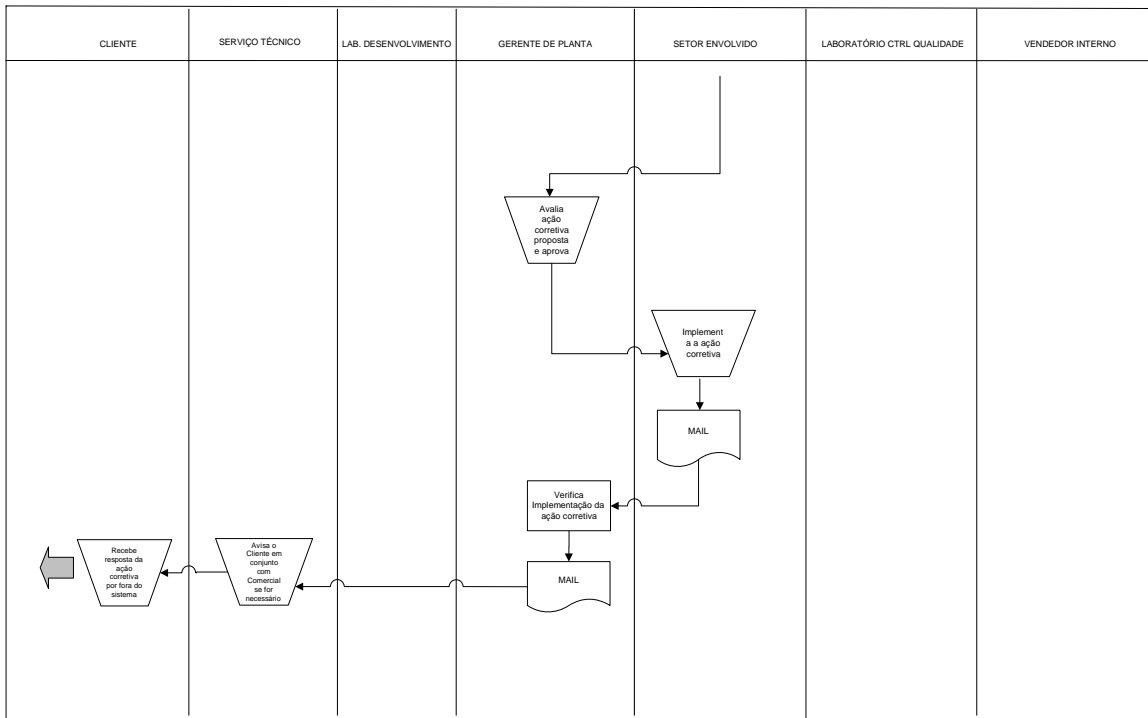 CLIENTE
SERVIÇO TÉCNICO
LAB. DESENVOLVIMENTO
GERENTE DE PLANTA
SETOR ENVOLVIDO
LABORATÓRIO CTRL QUALIDADE
VENDEDOR INTERNO
Avalia
ação
corretiva
proposta
e aprova
Implement
a a ação
corretiva
MAIL
Verifica
Implementação da
ação corretiva
MAIL
Avisa o
Cliente em
conjunto
com
Comercial
se for
necessário
Recebe
resposta da
ação
corretiva
por fora do
sistema